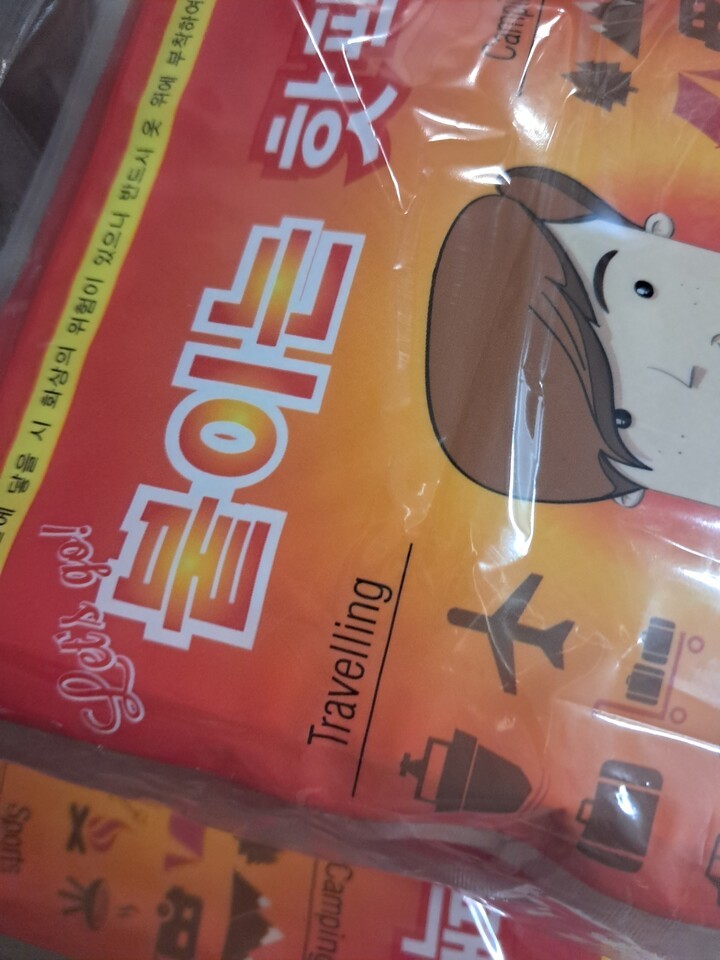 닿을 시 화상의 위험이 있으니 반드시 옷 위에 부착하여
Let's go!
붙이는 핫팩
Travelling
Camping
Sports
Camping